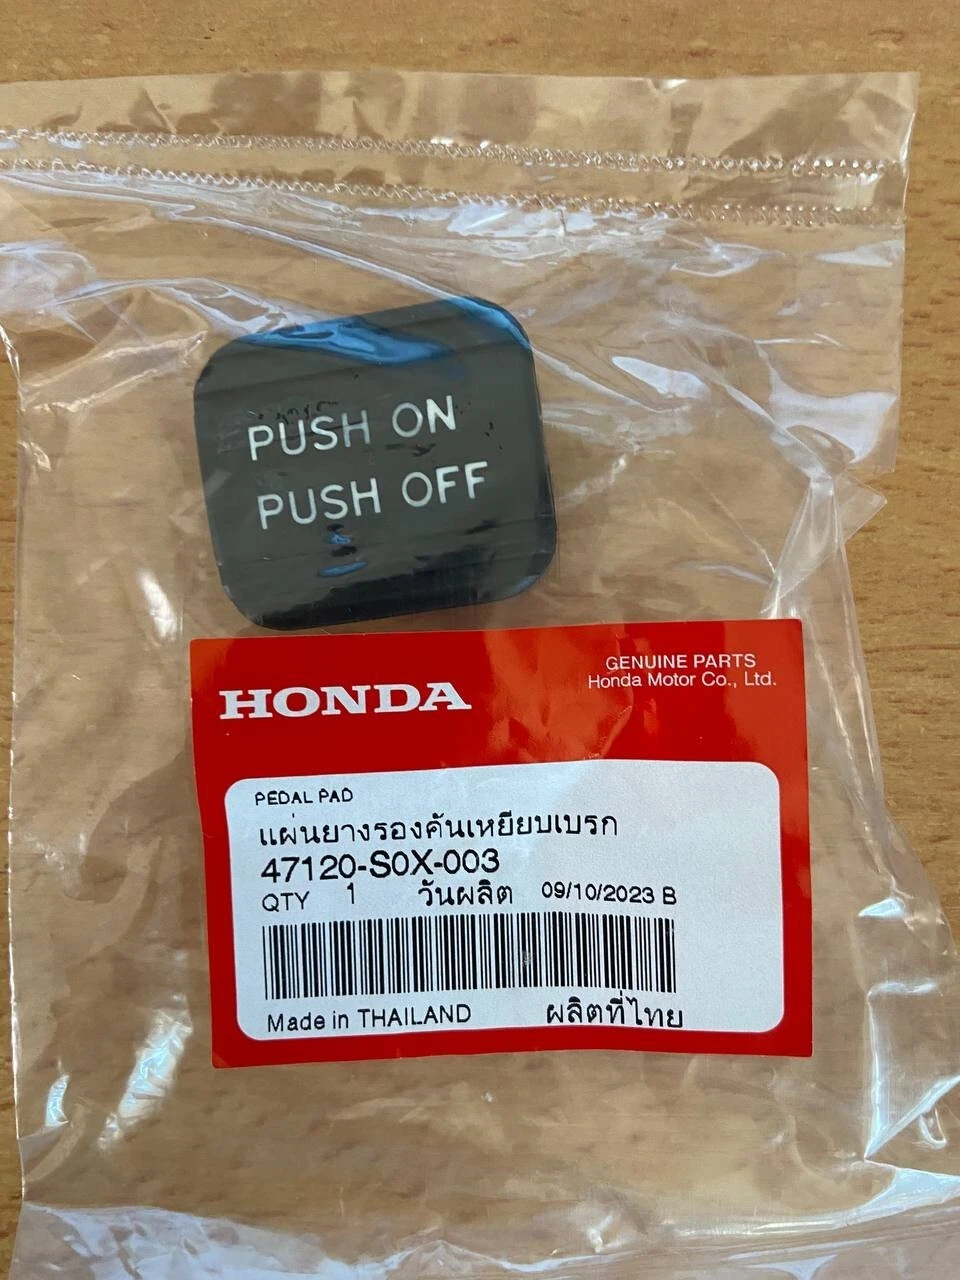 PUSH ON
PUSH OFF
GENUINE PARTS
Honda Motor Co., Ltd.
HONDA
PEDAL PAD
แผ่นยางรองคันเหยียบเบรก
47120-S0X-003
QTY 1 วันผลิต 09/10/2023 B
Made in THAILAND ผลิตที่ไทย